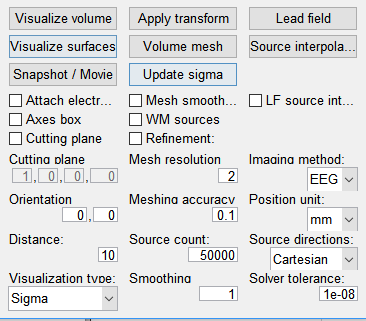 Visualize volume Apply transform Lead field
Visualize surfaces Volume mesh Source interpola...
Snapshot / Movie Update sigma
Attach electr... Mesh smooth... LF source int...
Axes box WM sources
Cutting plane Refinement:
Cutting plane Mesh resolution Imaging method:
1, 0, 0, 0 2 EEG
Orientation Meshing accuracy Position unit:
0, 0 0.1 mm
Distance: Source count: Source directions:
10 50000 Cartesian
Visualization type: Smoothing Solver tolerance:
Sigma 1 1e-08